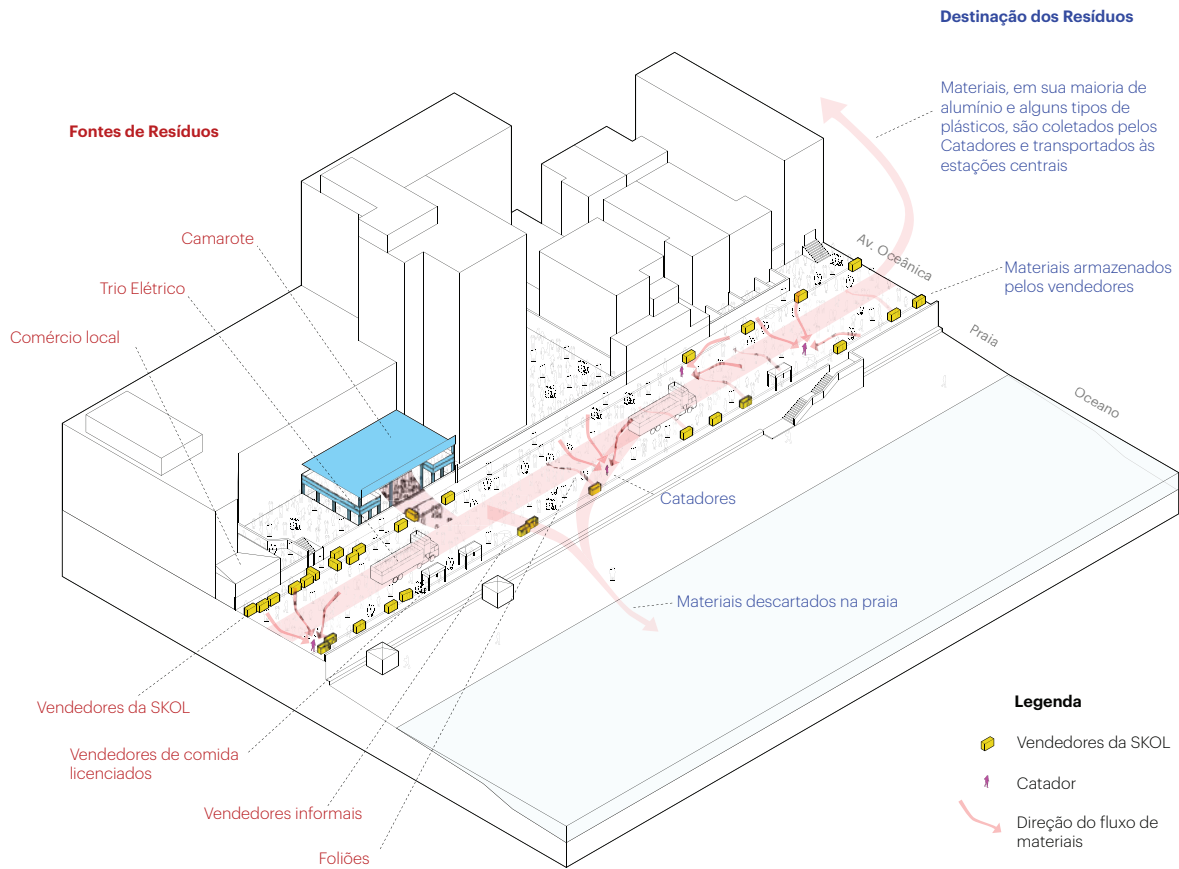 Destinação dos Resíduos
Materiais, em sua maioria de
alumínio e alguns tipos de
plásticos, são coletados pelos
Catadores e transportados às
estações centrais
Fontes de Resíduos
Camarote
Trio Elétrico
Comércio local
Av. Oceânica
Materiais armazenados
pelos vendedores
Praia
Oceano
Catadores
Materiais descartados na praia
Vendedores da SKOL
Vendedores de comida
licenciados
Vendedores informais
Foliões
Legenda
Vendedores da SKOL
Catador
Direção do fluxo de
materiais